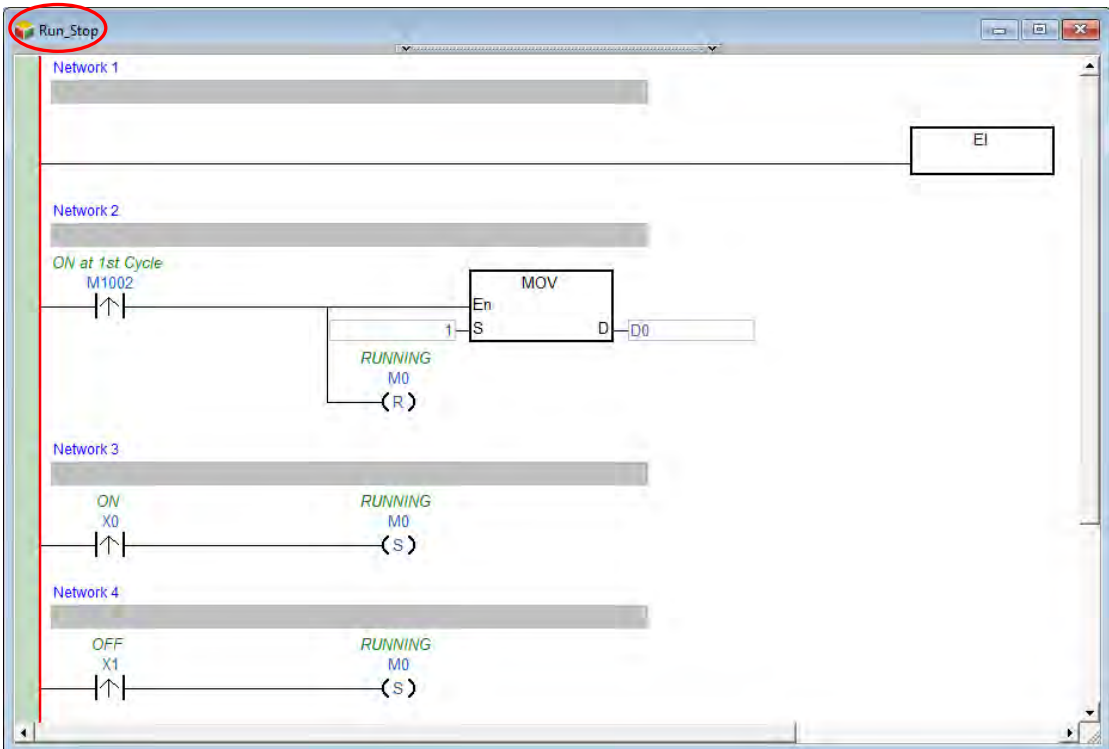 Run_Stop
Network 1
EI
Network 2
ON at 1st Cycle
M1002
MOV
En
1 S D D0
RUNNING
M0
R
Network 3
ON RUNNING
X0 M0
S
Network 4
OFF RUNNING
X1 M0
S